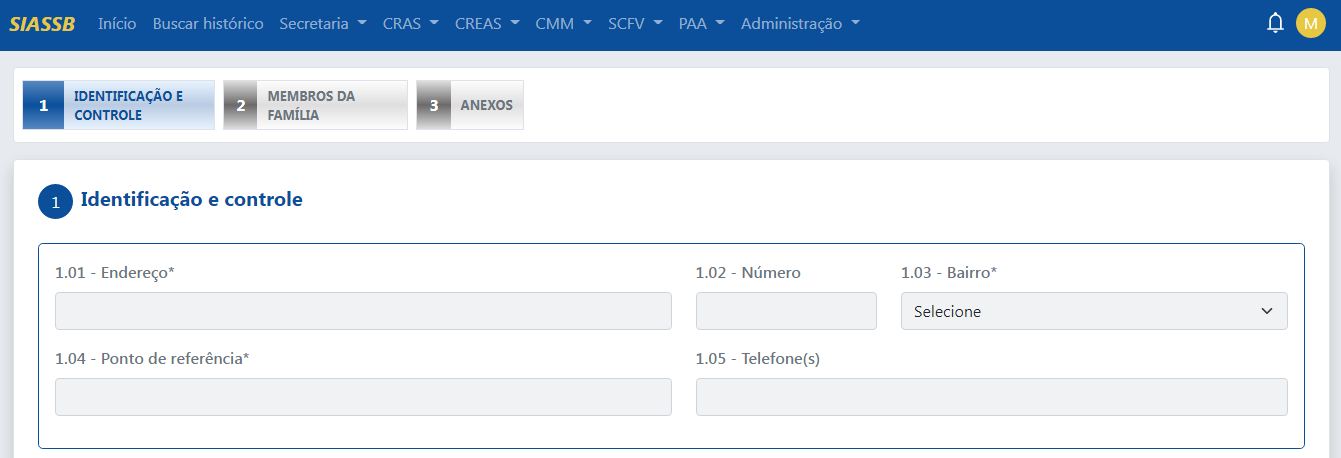 SIASSB Início Buscar histórico Secretaria CRAS CREAS CMM SCFV PAA Administração M
1 IDENTIFICAÇÃO E CONTROLE
2 MEMBROS DA FAMÍLIA
3 ANEXOS
1 Identificação e controle
1.01 - Endereço* 1.02 - Número 1.03 - Bairro*
Selecione
1.04 - Ponto de referência* 1.05 - Telefone(s)